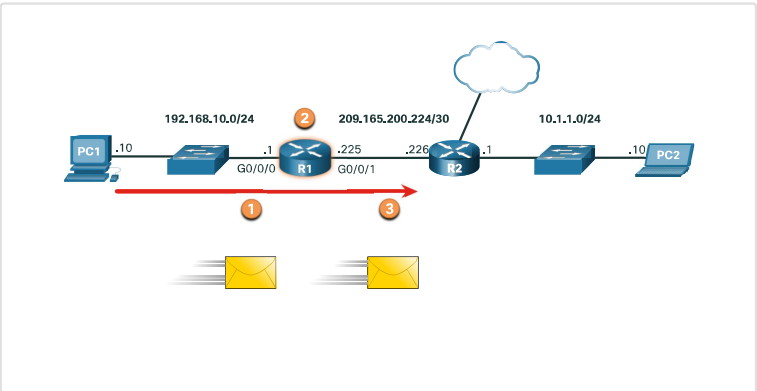 192.168.10.0/24
2
209.165.200.224/30
10.1.1.0/24
PC1
.10
.1
.225
.226
.1
.10
PC2
G0/0/0
R1
G0/0/1
R2
1
3